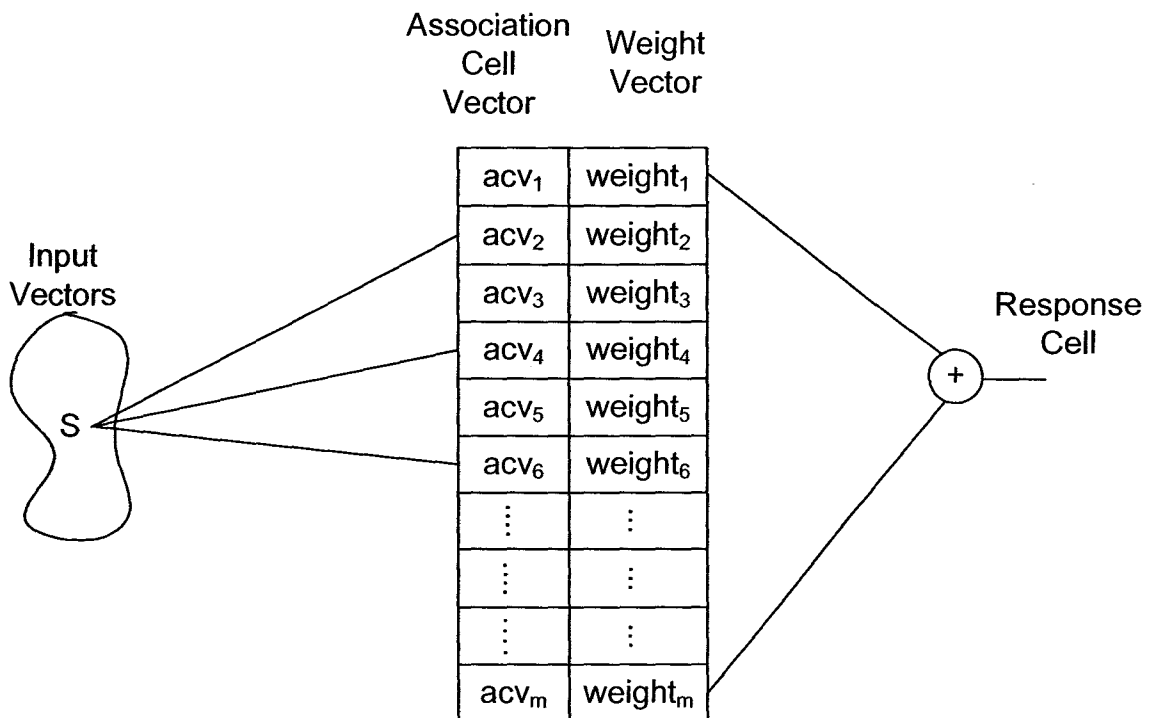 Association
Cell
Vector
Weight
Vector
Input
Vectors
S
acv₁ weight₁
acv₂ weight₂
acv₃ weight₃
acv₄ weight₄
acv₅ weight₅
acv₆ weight₆
⋮ ⋮
⋮ ⋮
⋮ ⋮
acvₘ weightₘ
+
Response
Cell